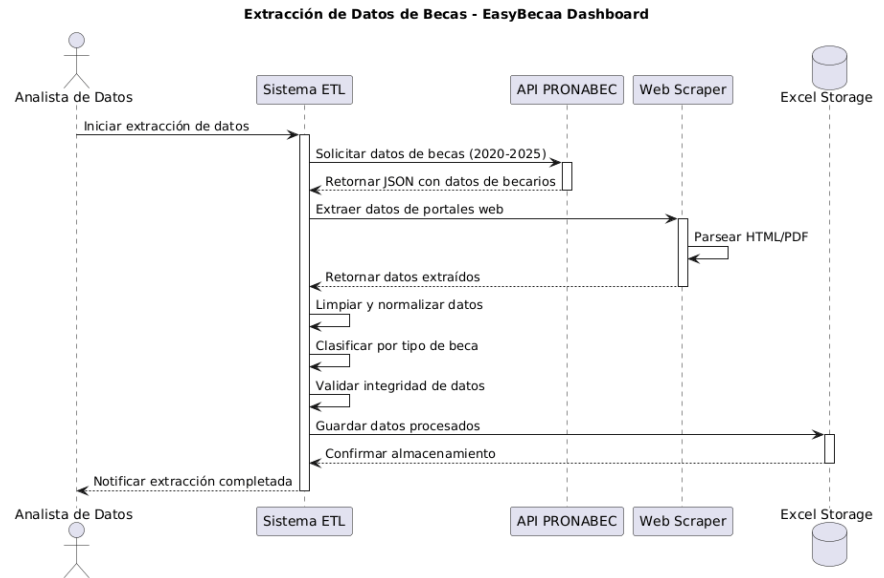 Extracción de Datos de Becas - EasyBecaa Dashboard
Analista de Datos
Sistema ETL
API PRONABEC
Web Scraper
Excel Storage
Iniciar extracción de datos
Solicitar datos de becas (2020-2025)
Retornar JSON con datos de becarios
Extraer datos de portales web
Parsear HTML/PDF
Retornar datos extraídos
Limpiar y normalizar datos
Clasificar por tipo de beca
Validar integridad de datos
Guardar datos procesados
Confirmar almacenamiento
Notificar extracción completada
Analista de Datos
Sistema ETL
API PRONABEC
Web Scraper
Excel Storage